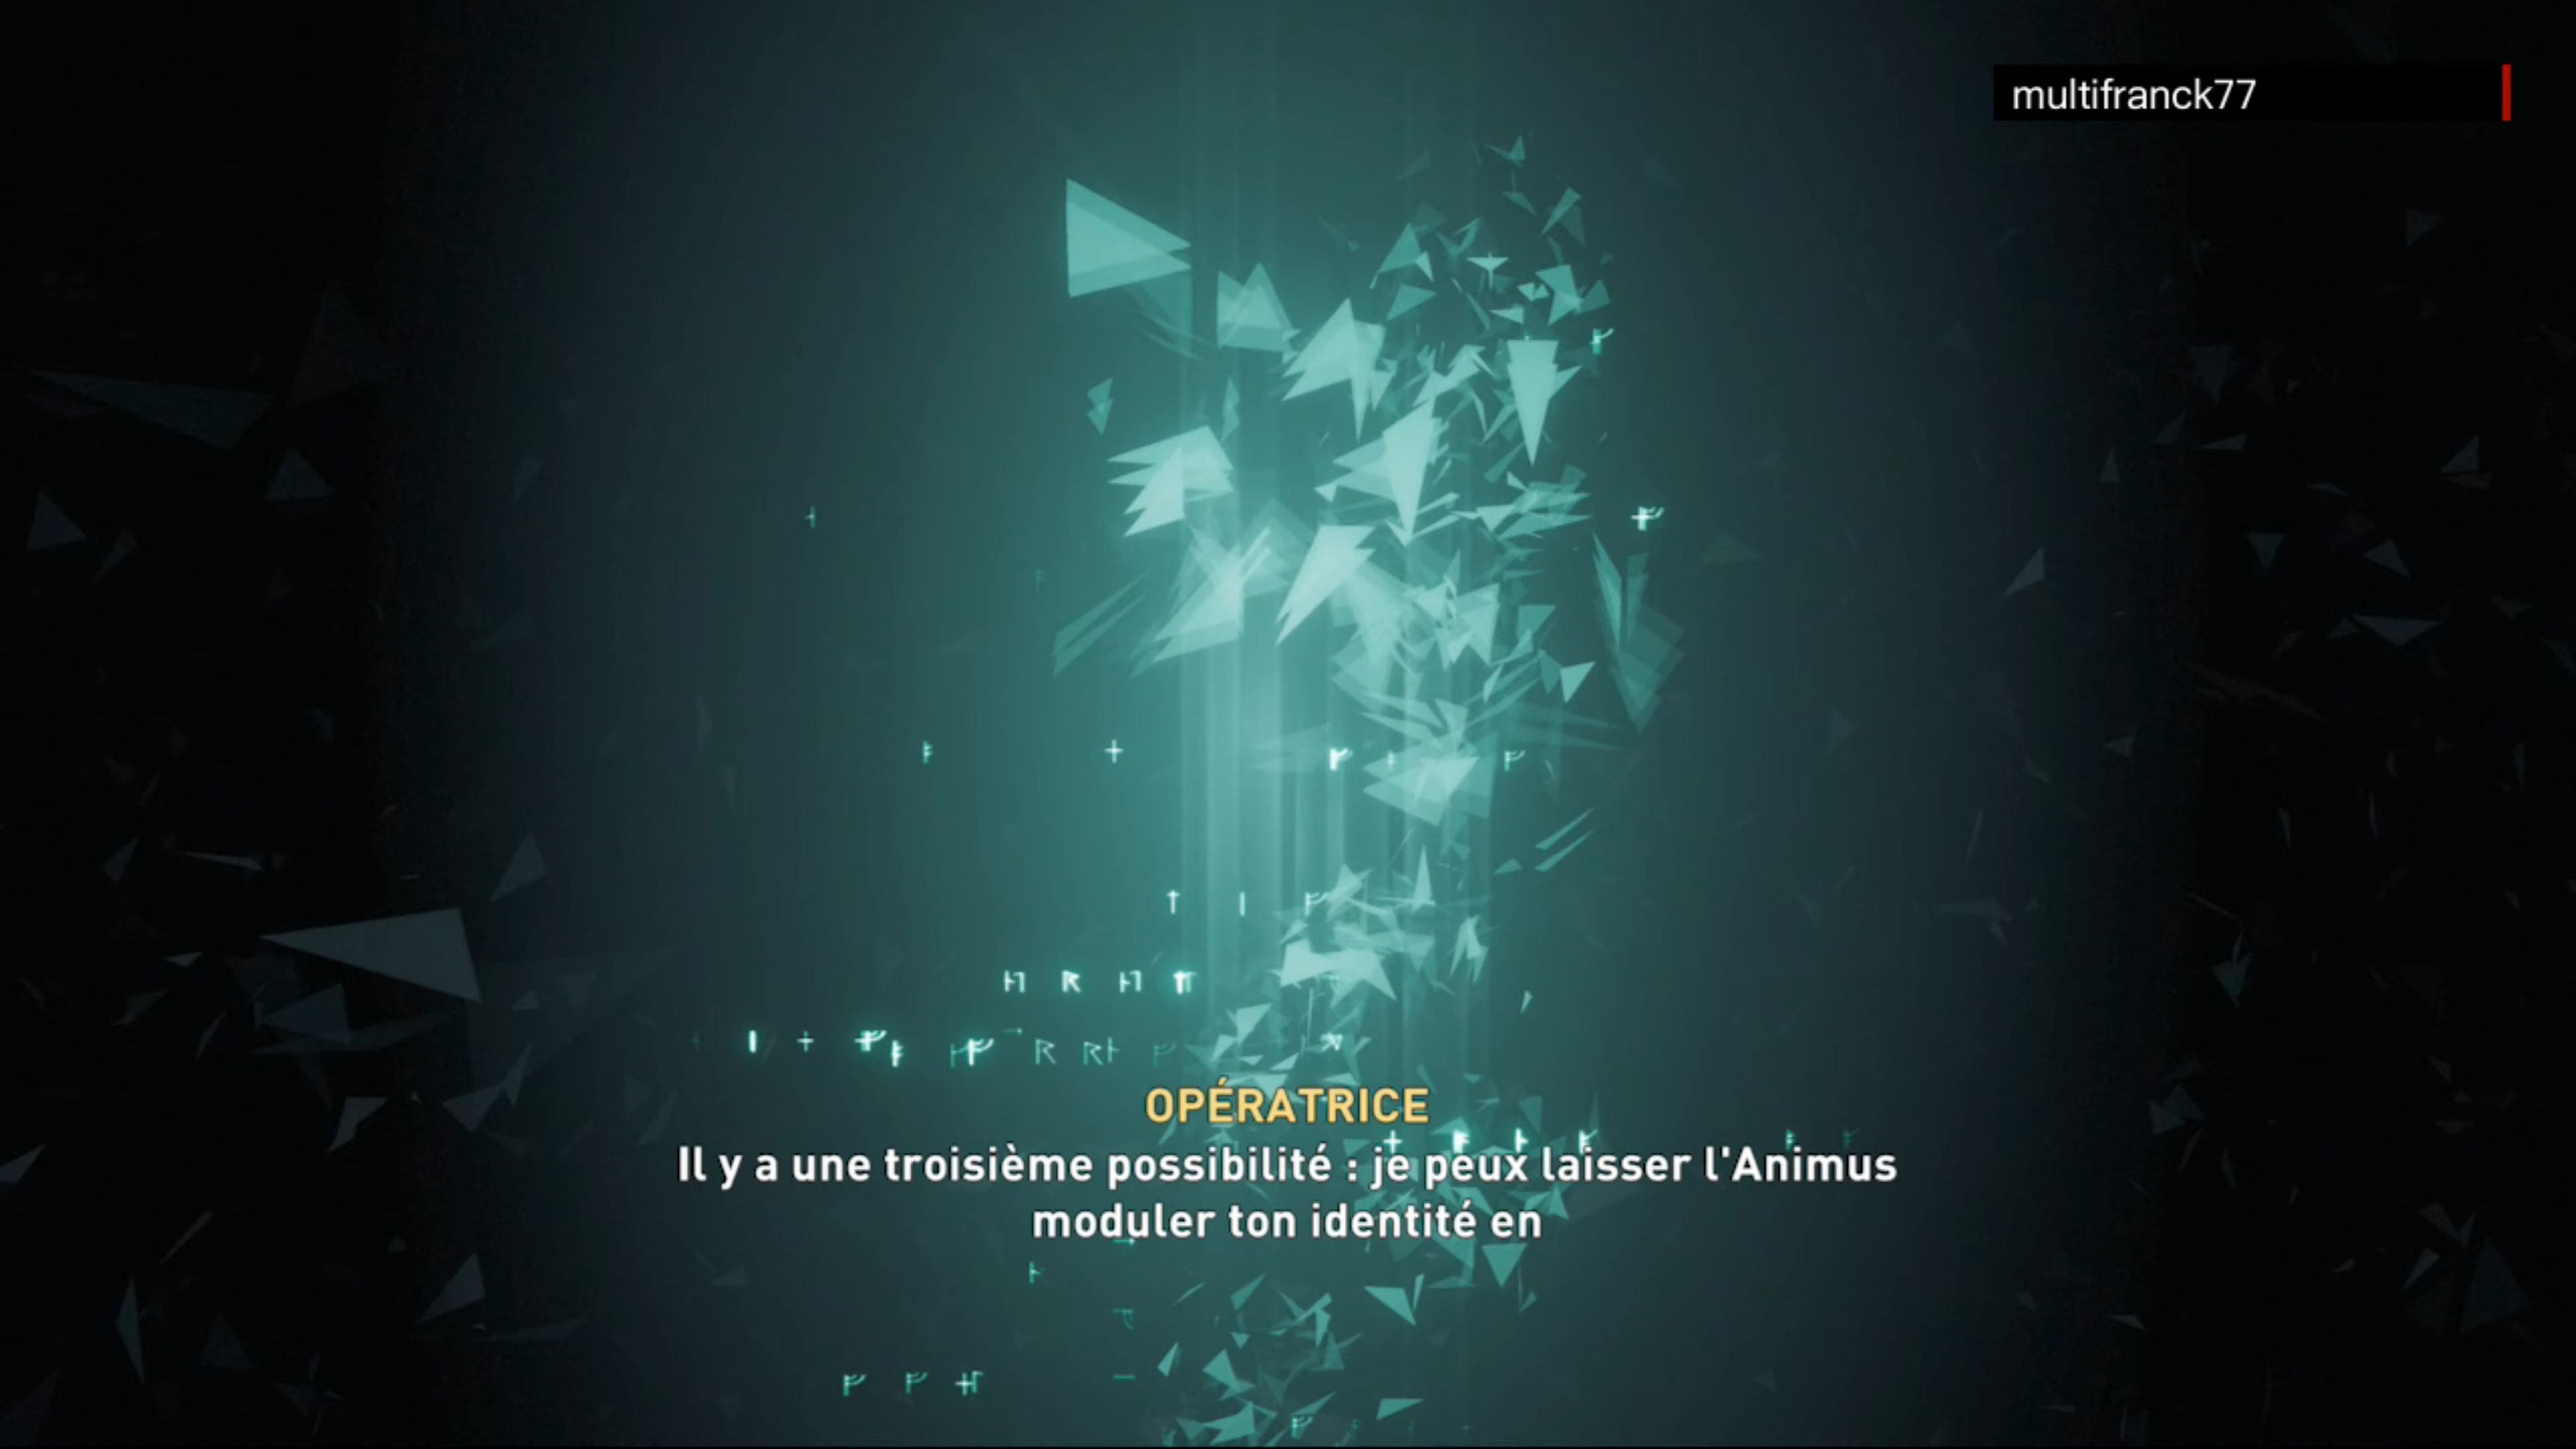 multifranck77
OPÉRATRICE
Il y a une troisième possibilité : je peux laisser l'Animus
moduler ton identité en